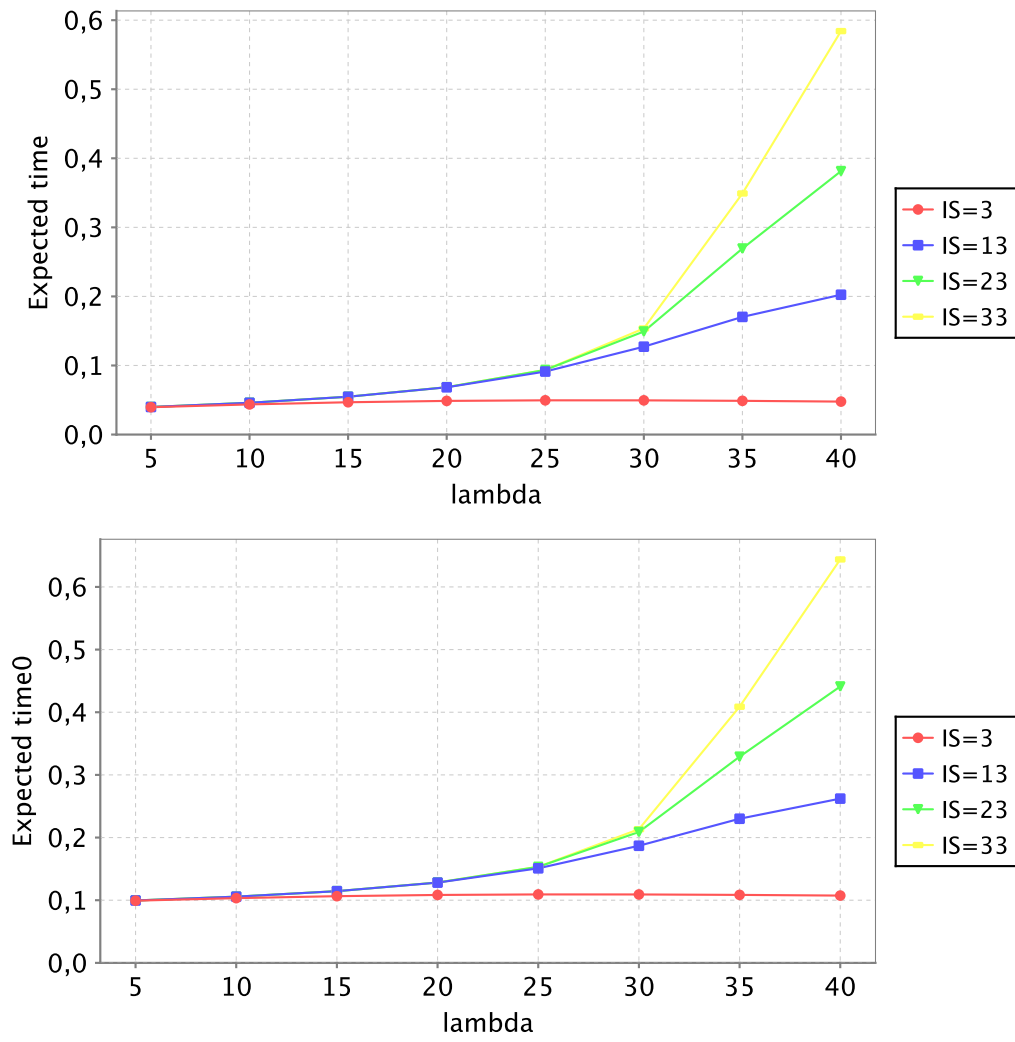 0,6
0,5
0,4
0,3
0,2
0,1
0,0
Expected time
5 10 15 20 25 30 35 40
lambda
IS=3
IS=13
IS=23
IS=33
0,6
0,5
0,4
0,3
0,2
0,1
0,0
Expected time0
5 10 15 20 25 30 35 40
lambda
IS=3
IS=13
IS=23
IS=33